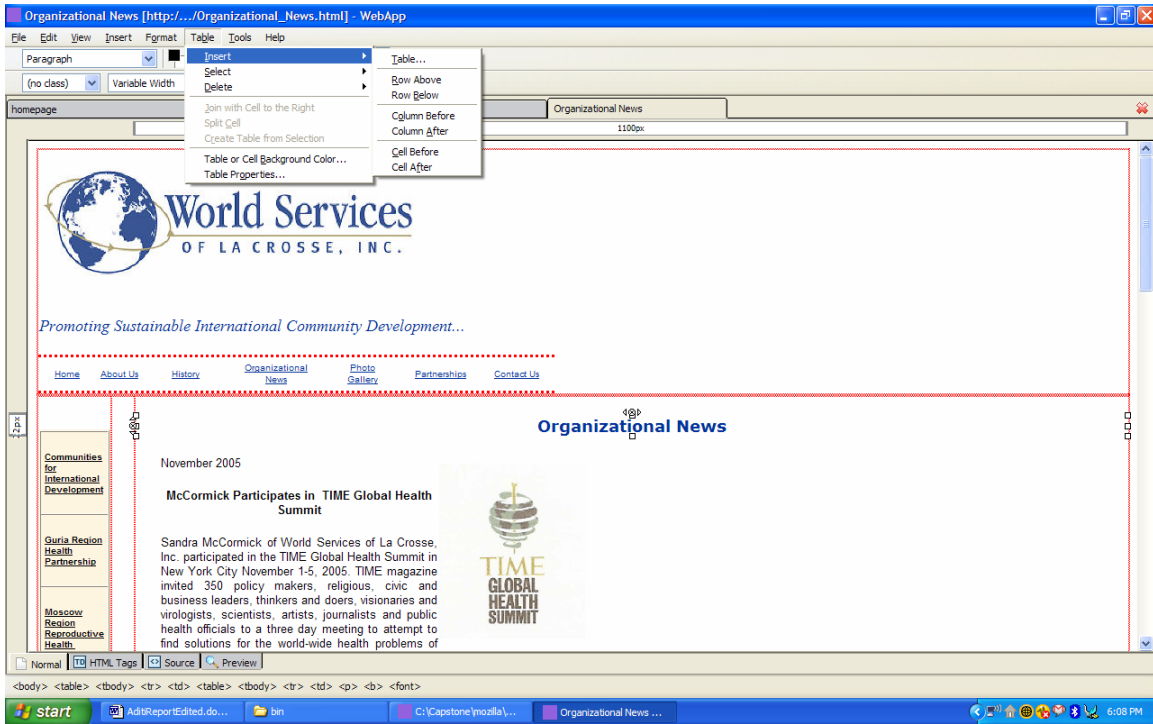 Organizational News [http:/.../Organizational_News.html] - WebApp
File Edit View Insert Format Table Tools Help
Paragraph
(no class) Variable Width
Insert
Select
Delete
Join with Cell to the Right
Split Cell
Create Table from Selection
Table or Cell Background Color...
Table Properties...
Table...
Row Above
Row Below
Column Before
Column After
Cell Before
Cell After
homepage
Organizational News
1100px
World Services
OF LA CROSSE, INC.
Promoting Sustainable International Community Development...
Home About Us History Organizational News Photo Gallery Partnerships Contact Us
Organizational News
Communities
for
International
Development
Guria Region
Health
Partnership
Moscow
Region
Reproductive
Health
November 2005
McCormick Participates in TIME Global Health
Summit
Sandra McCormick of World Services of La Crosse,
Inc. participated in the TIME Global Health Summit in
New York City November 1-5, 2005. TIME magazine
invited 350 policy makers, religious, civic and
business leaders, thinkers and doers, visionaries and
virologists, scientists, artists, journalists and public
health officials to a three day meeting to attempt to
find solutions for the world-wide health problems of
TIME
GLOBAL
HEALTH
SUMMIT
Normal TD HTML Tags Source Preview
<body> <table> <tbody> <tr> <td> <table> <tbody> <tr> <td> <p> <b> <font>
start AditiReportEdited.do... bin C:\Capstone\mozilla\... Organizational News ... 6:08 PM